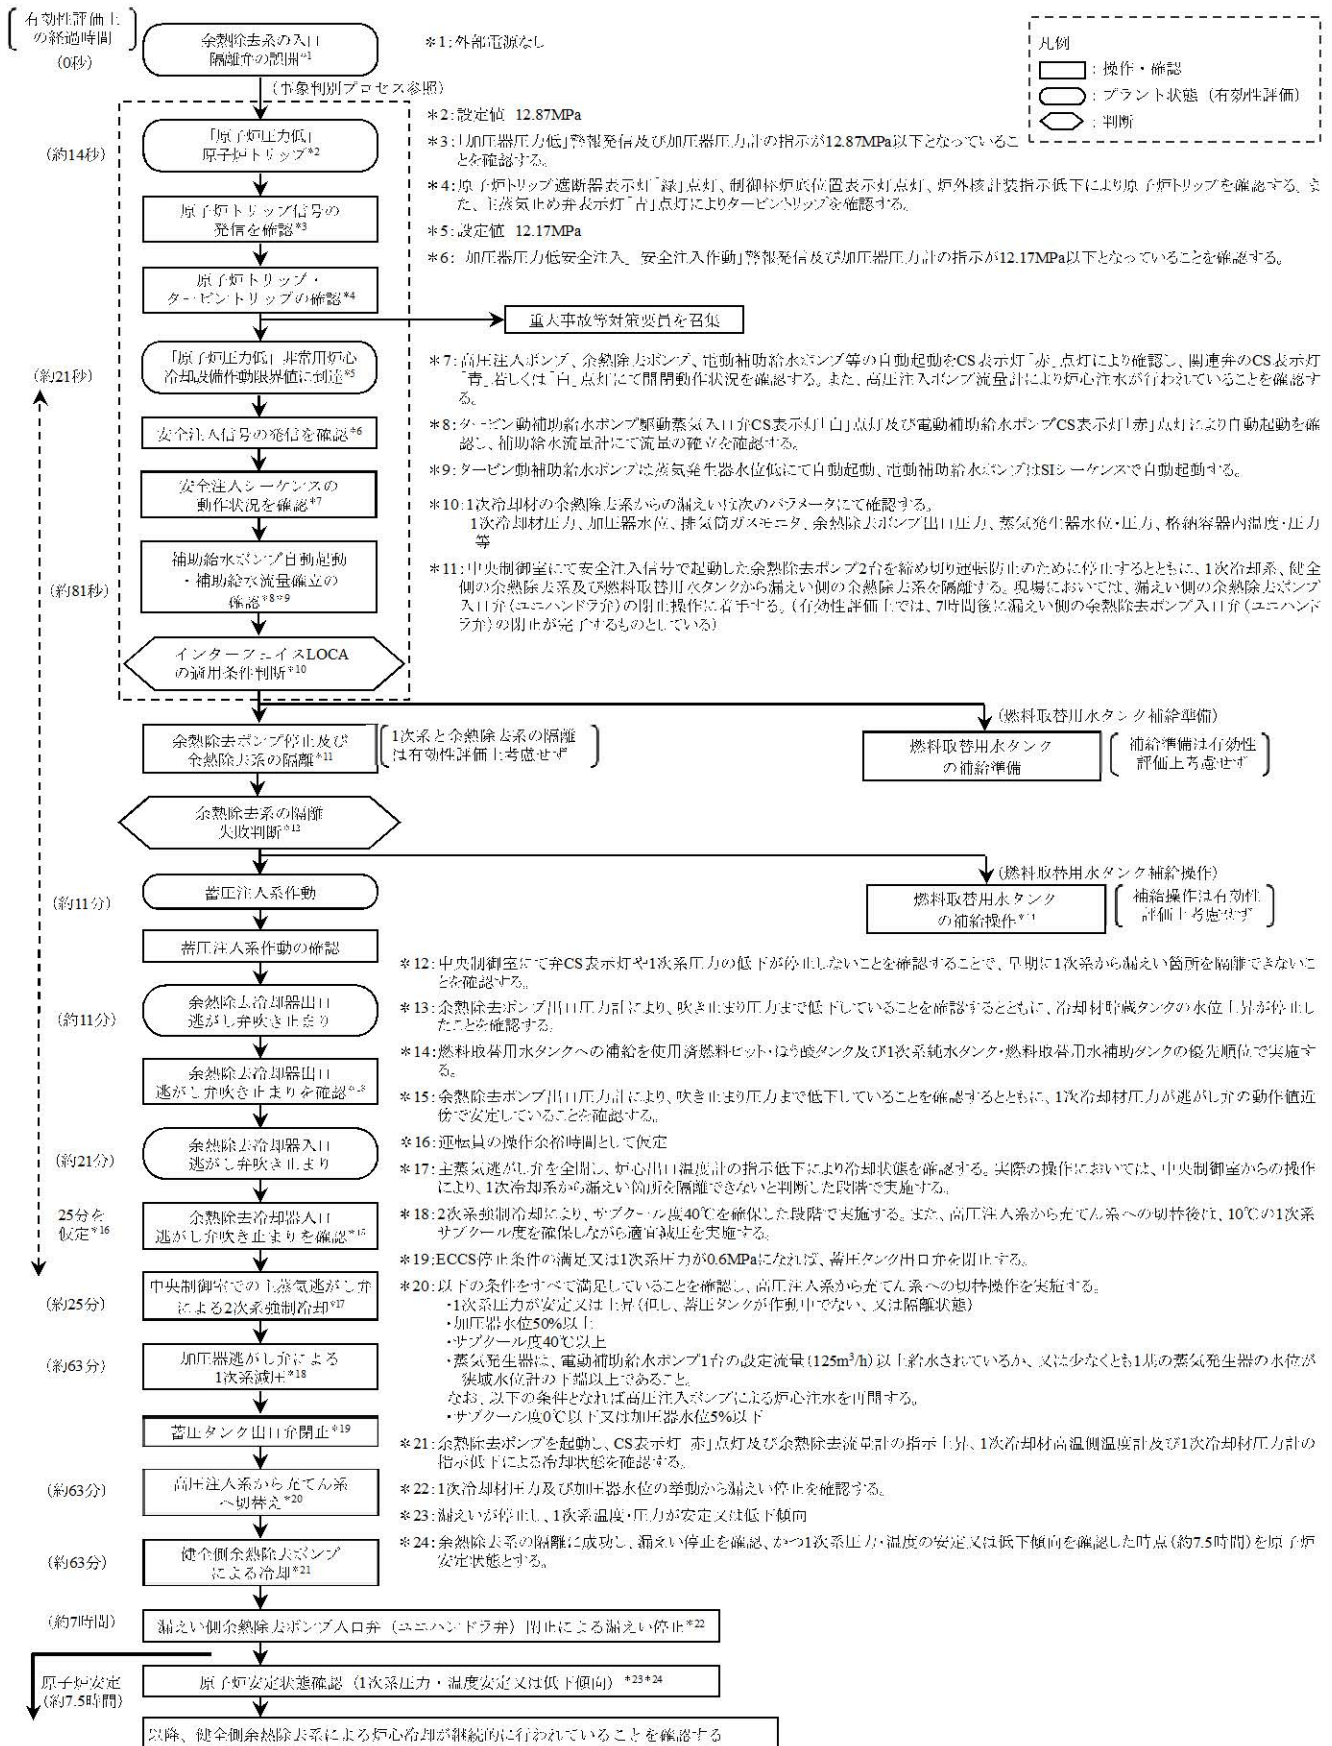 有効性評価上
の経過時間
(0秒)
余熱除去系の入口
隔離弁の誤開*1
*1:外部電源なし
凡例
:操作・確認
:プラント状態(有効性評価)
:判断
(事象判別プロセス参照)
(約14秒)
「原子炉圧力低」
原子炉トリップ*2
*2:設定値 12.87MPa
*3:「加圧器圧力低」警報発信及び加圧器圧力計の指示が12.87MPa以下となっているこ
とを確認する。
原子炉トリップ信号の
発信を確認*3
*4:原子炉トリップ遮断器表示灯「緑」点灯、制御棒炉底位置表示灯点灯、炉外核計装指示低下により原子炉トリップを確認する。ま
た、主蒸気止め弁表示灯「青」点灯によりタービントリップを確認する。
*5:設定値 12.17MPa
*6:「加圧器圧力低安全注入」「安全注入作動」警報発信及び加圧器圧力計の指示が12.17MPa以下となっていることを確認する。
原子炉トリップ・
タービントリップの確認*4
重大事故等対策要員を召集
(約21秒)
「原子炉圧力低」非常用炉心
冷却設備作動限界値に到達*5
*7:高圧注入ポンプ、余熱除去ポンプ、電動補助給水ポンプ等の自動起動をCS表示灯「赤」点灯により確認し、関連弁のCS表示灯
「青」若しくは「白」点灯にて開閉動作状況を確認する。また、高圧注入ポンプ流量計により炉心注水が行われていることを確認す
る。
安全注入信号の発信を確認*6
*8:タービン動補助給水ポンプ駆動蒸気入口弁CS表示灯「白」点灯及び電動補助給水ポンプCS表示灯「赤」点灯により自動起動を確
認し、補助給水流量計にて流量の確立を確認する。
*9:タービン動補助給水ポンプは蒸気発生器水位低にて自動起動、電動補助給水ポンプはSIシーケンスで自動起動する。
安全注入シーケンスの
動作状況を確認*7
*10:1次冷却材の余熱除去系からの漏えいは次のパラメータにて確認する。
1次冷却材圧力、加圧器水位、排気筒ガスモニタ、余熱除去ポンプ出口圧力、蒸気発生器水位・圧力、格納容器内温度・圧力
等
(約81秒)
補助給水ポンプ自動起動
・補助給水流量確立の
確認*8*9
*11:中央制御室にて安全注入信号で起動した余熱除去ポンプ2台を締め切り運転防止のために停止するとともに、1次冷却系、健全
側の余熱除去系及び燃料取替用水タンクから漏えい側の余熱除去系を隔離する。現場においては、漏えい側の余熱除去ポンプ
入口弁(ユニハンドラ弁)の閉止操作に着手する。(有効性評価上では、7時間後に漏えい側の余熱除去ポンプ入口弁(ユニハンド
ラ弁)の閉止が完了するものとしている)
インターフェイスLOCA
の適用条件判断*10
(燃料取替用水タンク補給準備)
余熱除去ポンプ停止及び
余熱除去系の隔離*11
1次系と余熱除去系の隔離
は有効性評価上考慮せず
燃料取替用水タンク
の補給準備
補給準備は有効性
評価上考慮せず
余熱除去系の隔離
失敗判断*12
(燃料取替用水タンク補給操作)
(約11分)
蓄圧注入系作動
燃料取替用水タンク
の補給操作*14
補給操作は有効性
評価上考慮せず
蓄圧注入系作動の確認
*12:中央制御室にて弁CS表示灯や1次系圧力の低下が停止しないことを確認することで、早期に1次系から漏えい箇所を隔離できないこ
とを確認する。
(約11分)
余熱除去冷却器出口
逃がし弁吹き止まり
*13:余熱除去ポンプ出口圧力計により、吹き止まり圧力まで低下していることを確認するとともに、冷却材貯蔵タンクの水位上昇が停止し
たことを確認する。
*14:燃料取替用水タンクへの補給を使用済燃料ピット・ほう酸タンク及び1次系純水タンク・燃料取替用水補助タンクの優先順位で実施す
る。
余熱除去冷却器出口
逃がし弁吹き止まりを確認*13
*15:余熱除去ポンプ出口圧力計により、吹き止まり圧力まで低下していることを確認するとともに、1次冷却材圧力が逃がし弁の動作値近
傍で安定していることを確認する。
(約21分)
余熱除去冷却器入口
逃がし弁吹き止まり
*16:運転員の操作余裕時間として仮定
*17:主蒸気逃がし弁を全開し、炉心出口温度計の指示低下により冷却状態を確認する。実際の操作においては、中央制御室からの操作
により、1次冷却系から漏えい箇所を隔離できないと判断した段階で実施する。
25分を
仮定*16
余熱除去冷却器入口
逃がし弁吹き止まりを確認*15
*18:2次系強制冷却により、サブクール度40℃を確保した段階で実施する。また、高圧注入系から充てん系への切替後は、10℃の1次系
サブクール度を確保しながら適宜減圧を実施する。
*19:ECCS停止条件の満足又は1次系圧力が0.6MPaになれば、蓄圧タンク出口弁を閉止する。
(約25分)
中央制御室での主蒸気逃がし弁
による2次系強制冷却*17
*20:以下の条件をすべて満足していることを確認し、高圧注入系から充てん系への切替操作を実施する。
・1次系圧力が安定又は上昇(但し、蓄圧タンクが作動中でない、又は隔離状態)
・加圧器水位50%以上
・サブクール度40℃以上
・蒸気発生器は、電動補助給水ポンプ1台の設定流量(125m³/h)以上給水されているか、又は少なくとも1基の蒸気発生器の水位が
狭域水位計の下端以上であること。
なお、以下の条件となれば高圧注入ポンプによる炉心注水を再開する。
・サブクール度0℃以下又は加圧器水位5%以下
(約63分)
加圧器逃がし弁による
1次系減圧*18
蓄圧タンク出口弁閉止*19
*21:余熱除去ポンプを起動し、CS表示灯「赤」点灯及び余熱除去流量計の指示上昇、1次冷却材高温側温度計及び1次冷却材圧力計の
指示低下による冷却状態を確認する。
(約63分)
高圧注入系から充てん系
へ切替え*20
*22:1次冷却材圧力及び加圧器水位の挙動から漏えい停止を確認する。
*23:漏えいが停止し、1次系温度・圧力が安定又は低下傾向
*24:余熱除去系の隔離に成功し、漏えい停止を確認、かつ1次系圧力・温度の安定又は低下傾向を確認した時点(約7.5時間)を原子炉
安定状態とする。
(約63分)
健全側余熱除去ポンプ
による冷却*21
(約7時間)
漏えい側余熱除去ポンプ入口弁(ユニハンドラ弁)閉止による漏えい停止*22
原子炉安定
(約7.5時間)
原子炉安定状態確認(1次系圧力・温度安定又は低下傾向)*23*24
以降、健全側余熱除去系による炉心冷却が継続的に行われていることを確認する